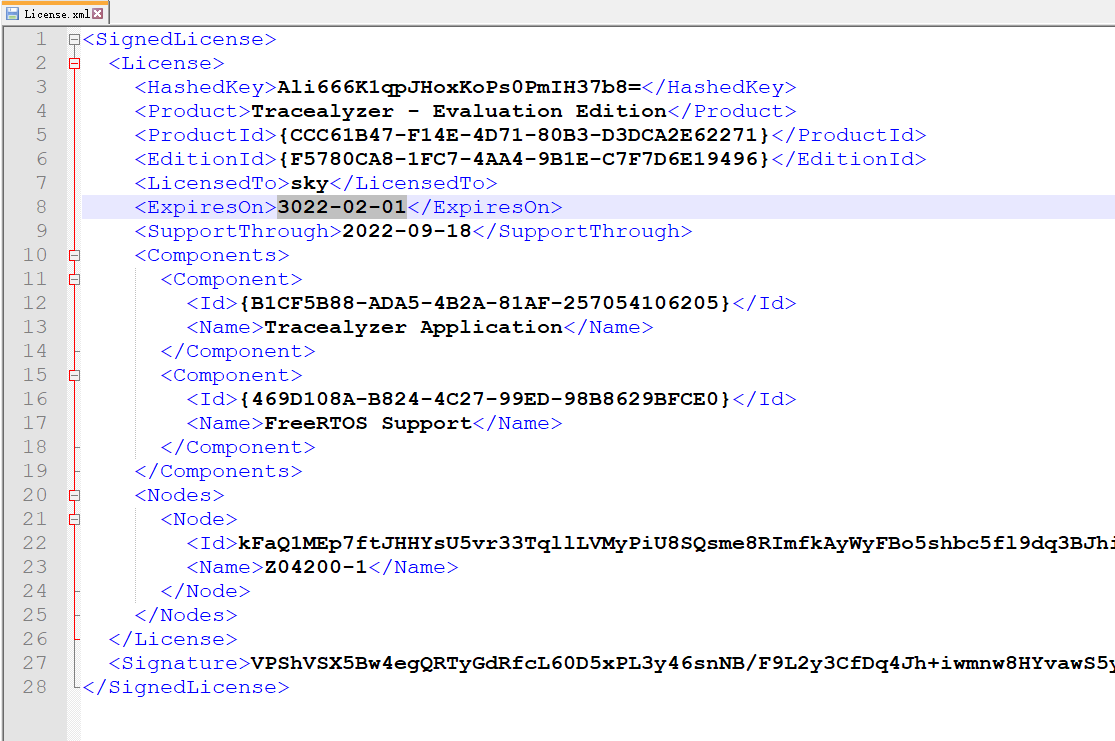 License.xml
1 <SignedLicense>
2 <License>
3 <HashedKey>Ali666K1qpJHoxKoPs0PmIH37b8=</HashedKey>
4 <Product>Tracealyzer - Evaluation Edition</Product>
5 <ProductId>{CCC61B47-F14E-4D71-80B3-D3DCA2E62271}</ProductId>
6 <EditionId>{F5780CA8-1FC7-4AA4-9B1E-C7F7D6E19496}</EditionId>
7 <LicensedTo>sky</LicensedTo>
8 <ExpiresOn>3022-02-01</ExpiresOn>
9 <SupportThrough>2022-09-18</SupportThrough>
10 <Components>
11 <Component>
12 <Id>{B1CF5B88-ADA5-4B2A-81AF-257054106205}</Id>
13 <Name>Tracealyzer Application</Name>
14 </Component>
15 <Component>
16 <Id>{469D108A-B824-4C27-99ED-98B8629BFCE0}</Id>
17 <Name>FreeRTOS Support</Name>
18 </Component>
19 </Components>
20 <Nodes>
21 <Node>
22 <Id>kFaQ1MEp7ftJHHYsU5vr33TqllLVMyPiU8SQsme8RImfkAyWyFBo5shbc5fl9dq3BJhi
23 <Name>Z04200-1</Name>
24 </Node>
25 </Nodes>
26 </License>
27 <Signature>VPShVSX5Bw4egQRTyGdRfcL60D5xPL3y46snNB/F9L2y3CfDq4Jh+iwmnw8HYvawS5y
28 </SignedLicense>